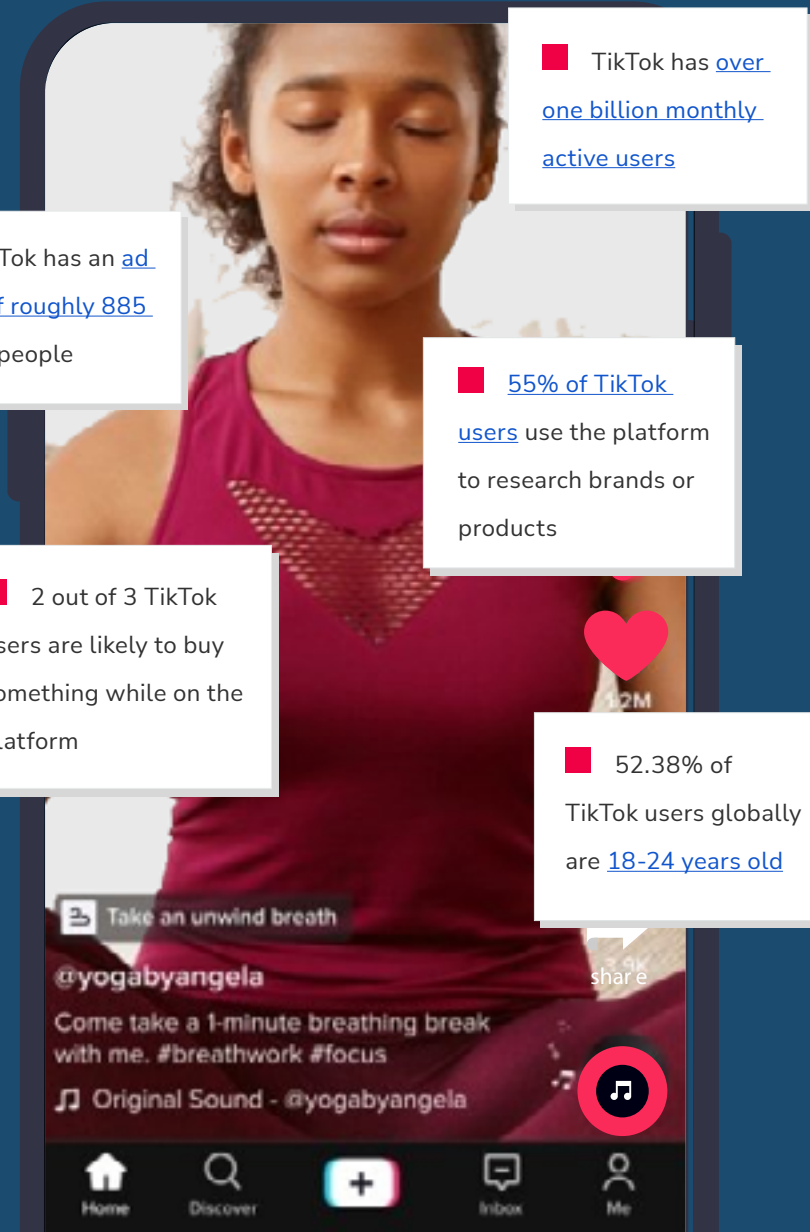 TikTok has over
one billion monthly
active users
Tok has an ad
f roughly 885
people
55% of TikTok
users use the platform
to research brands or
products
2 out of 3 TikTok
sers are likely to buy
omething while on the
latform
1.2M
52.38% of
TikTok users globally
are 18-24 years old
Take an unwind breath
@yogabyangela
share
Come take a 1-minute breathing break
with me. #breathwork #focus
Original Sound - @yogabyangela
Home
Discover
Inbox
Me